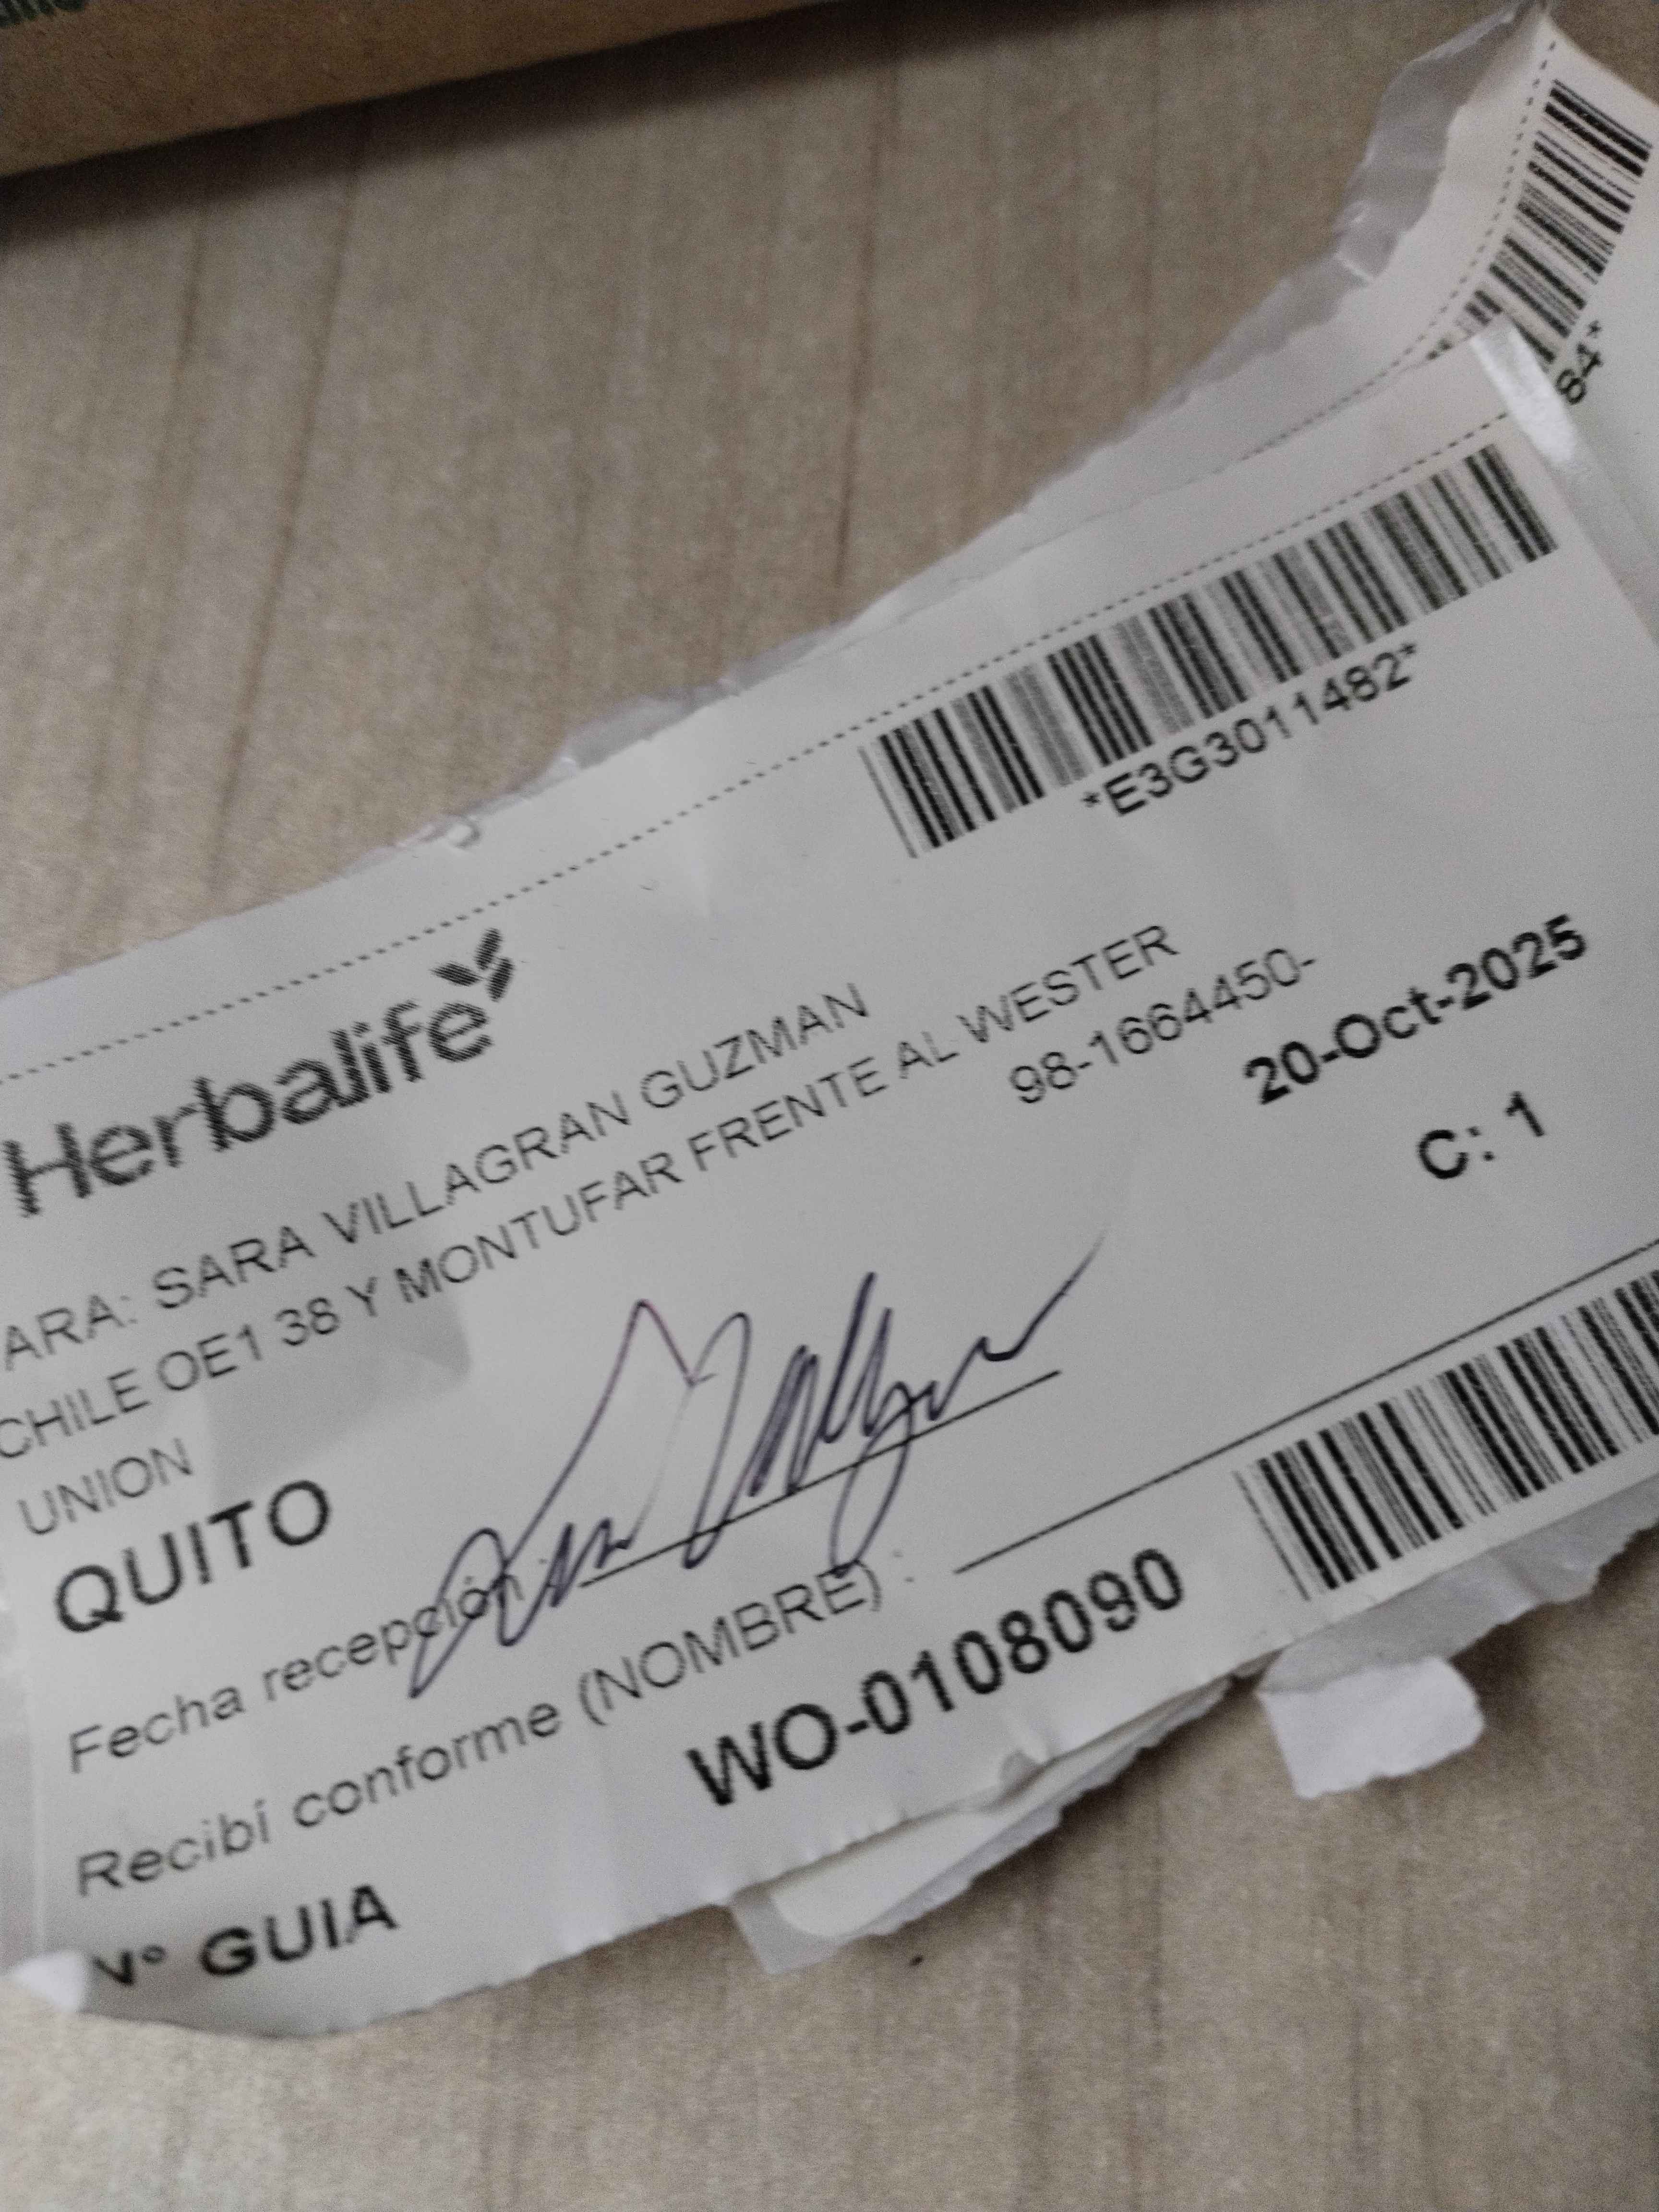 84*
*E3G3011482*
Herbalife
ARA: SARA VILLAGRAN GUZMAN
CHILE OE1 38 Y MONTUFAR FRENTE AL WESTER
UNION
98-1664450-
QUITO
20-Oct-2025
C: 1
Fecha recepción
Recibí conforme (NOMBRE) :
Nº GUIA
WO-0108090